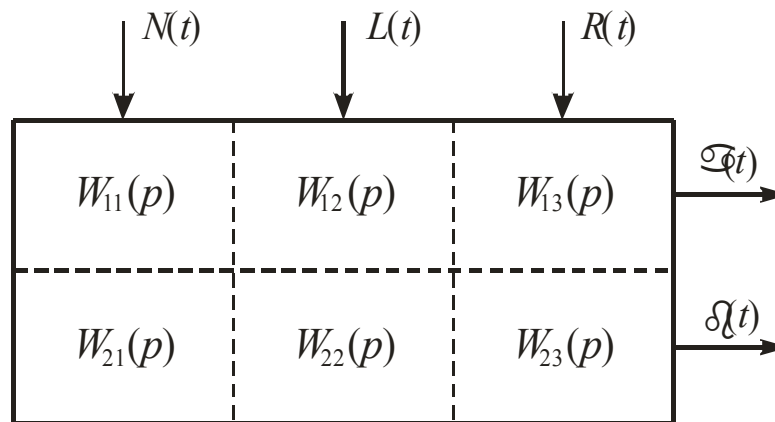 N(t) L(t) R(t)
W₁₁(p) W₁₂(p) W₁₃(p)
♋(t)
W₂₁(p) W₂₂(p) W₂₃(p)
♌(t)